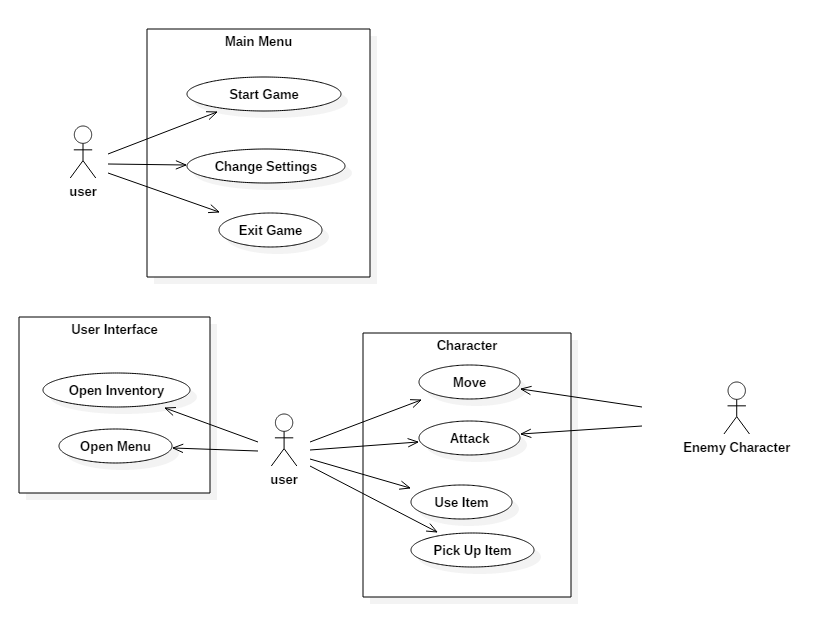 Main Menu
Start Game
Change Settings
Exit Game
user
User Interface
Open Inventory
Open Menu
user
Character
Move
Attack
Use Item
Pick Up Item
Enemy Character